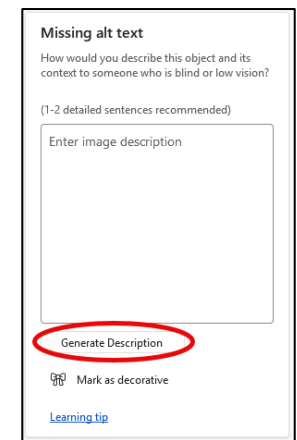 Missing alt text
How would you describe this object and its
context to someone who is blind or low vision?
(1-2 detailed sentences recommended)
Enter image description
Generate Description
Mark as decorative
Learning tip